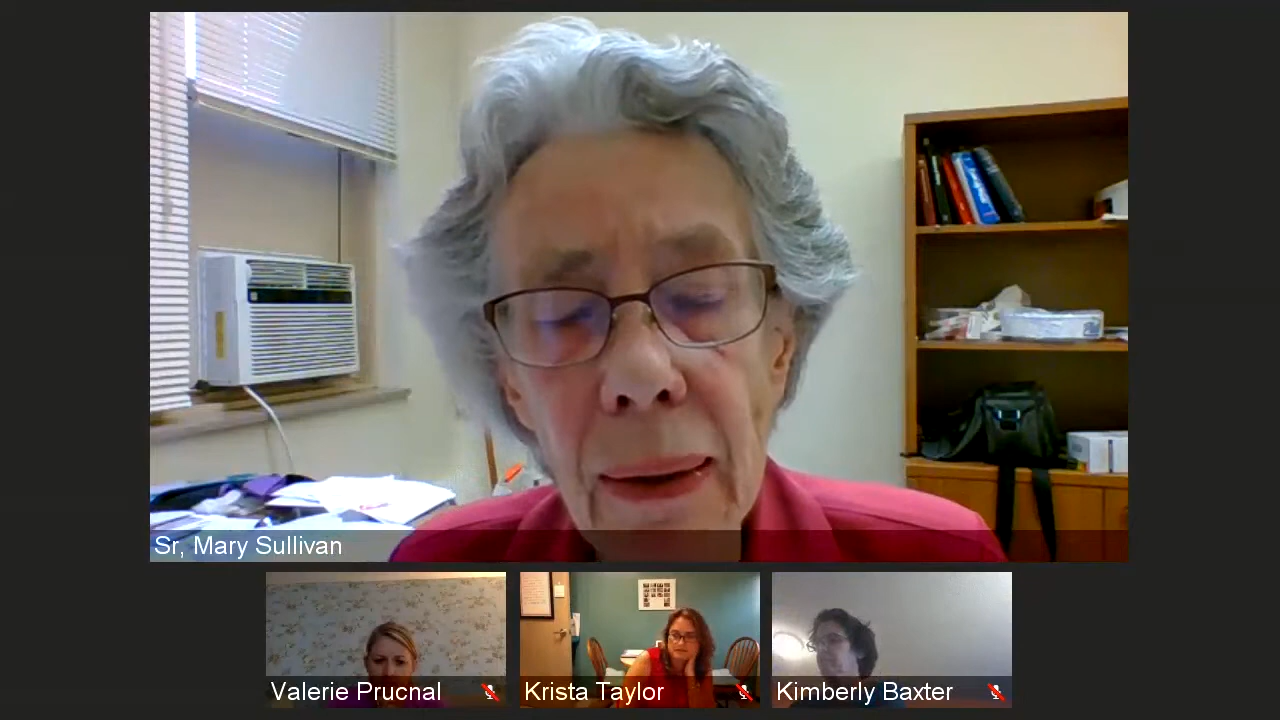 Sr, Mary Sullivan
Valerie Prucnal
Krista Taylor
Kimberly Baxter